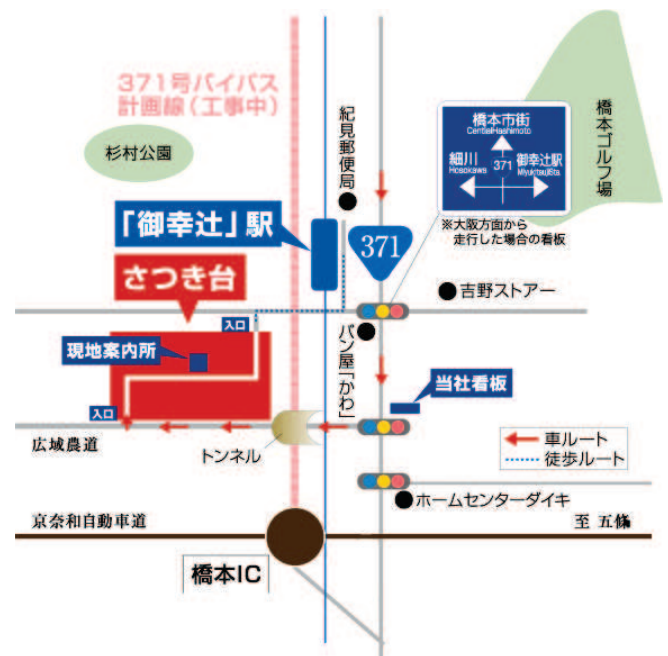 371号バイパス
計画線(工事中)
杉村公園
紀見郵便局
橋本市街
CentralHashimoto
細川
Hosokawa
371
御幸辻駅
※大阪方面から
走行した場合の看板
橋本ゴルフ場
「御幸辻」駅
371
さつき台
吉野ストアー
入口
現地案内所
パン屋「かわ」
当社看板
入口
広域農道
トンネル
車ルート
徒歩ルート
ホームセンターダイキ
京奈和自動車道
至 五條
橋本IC